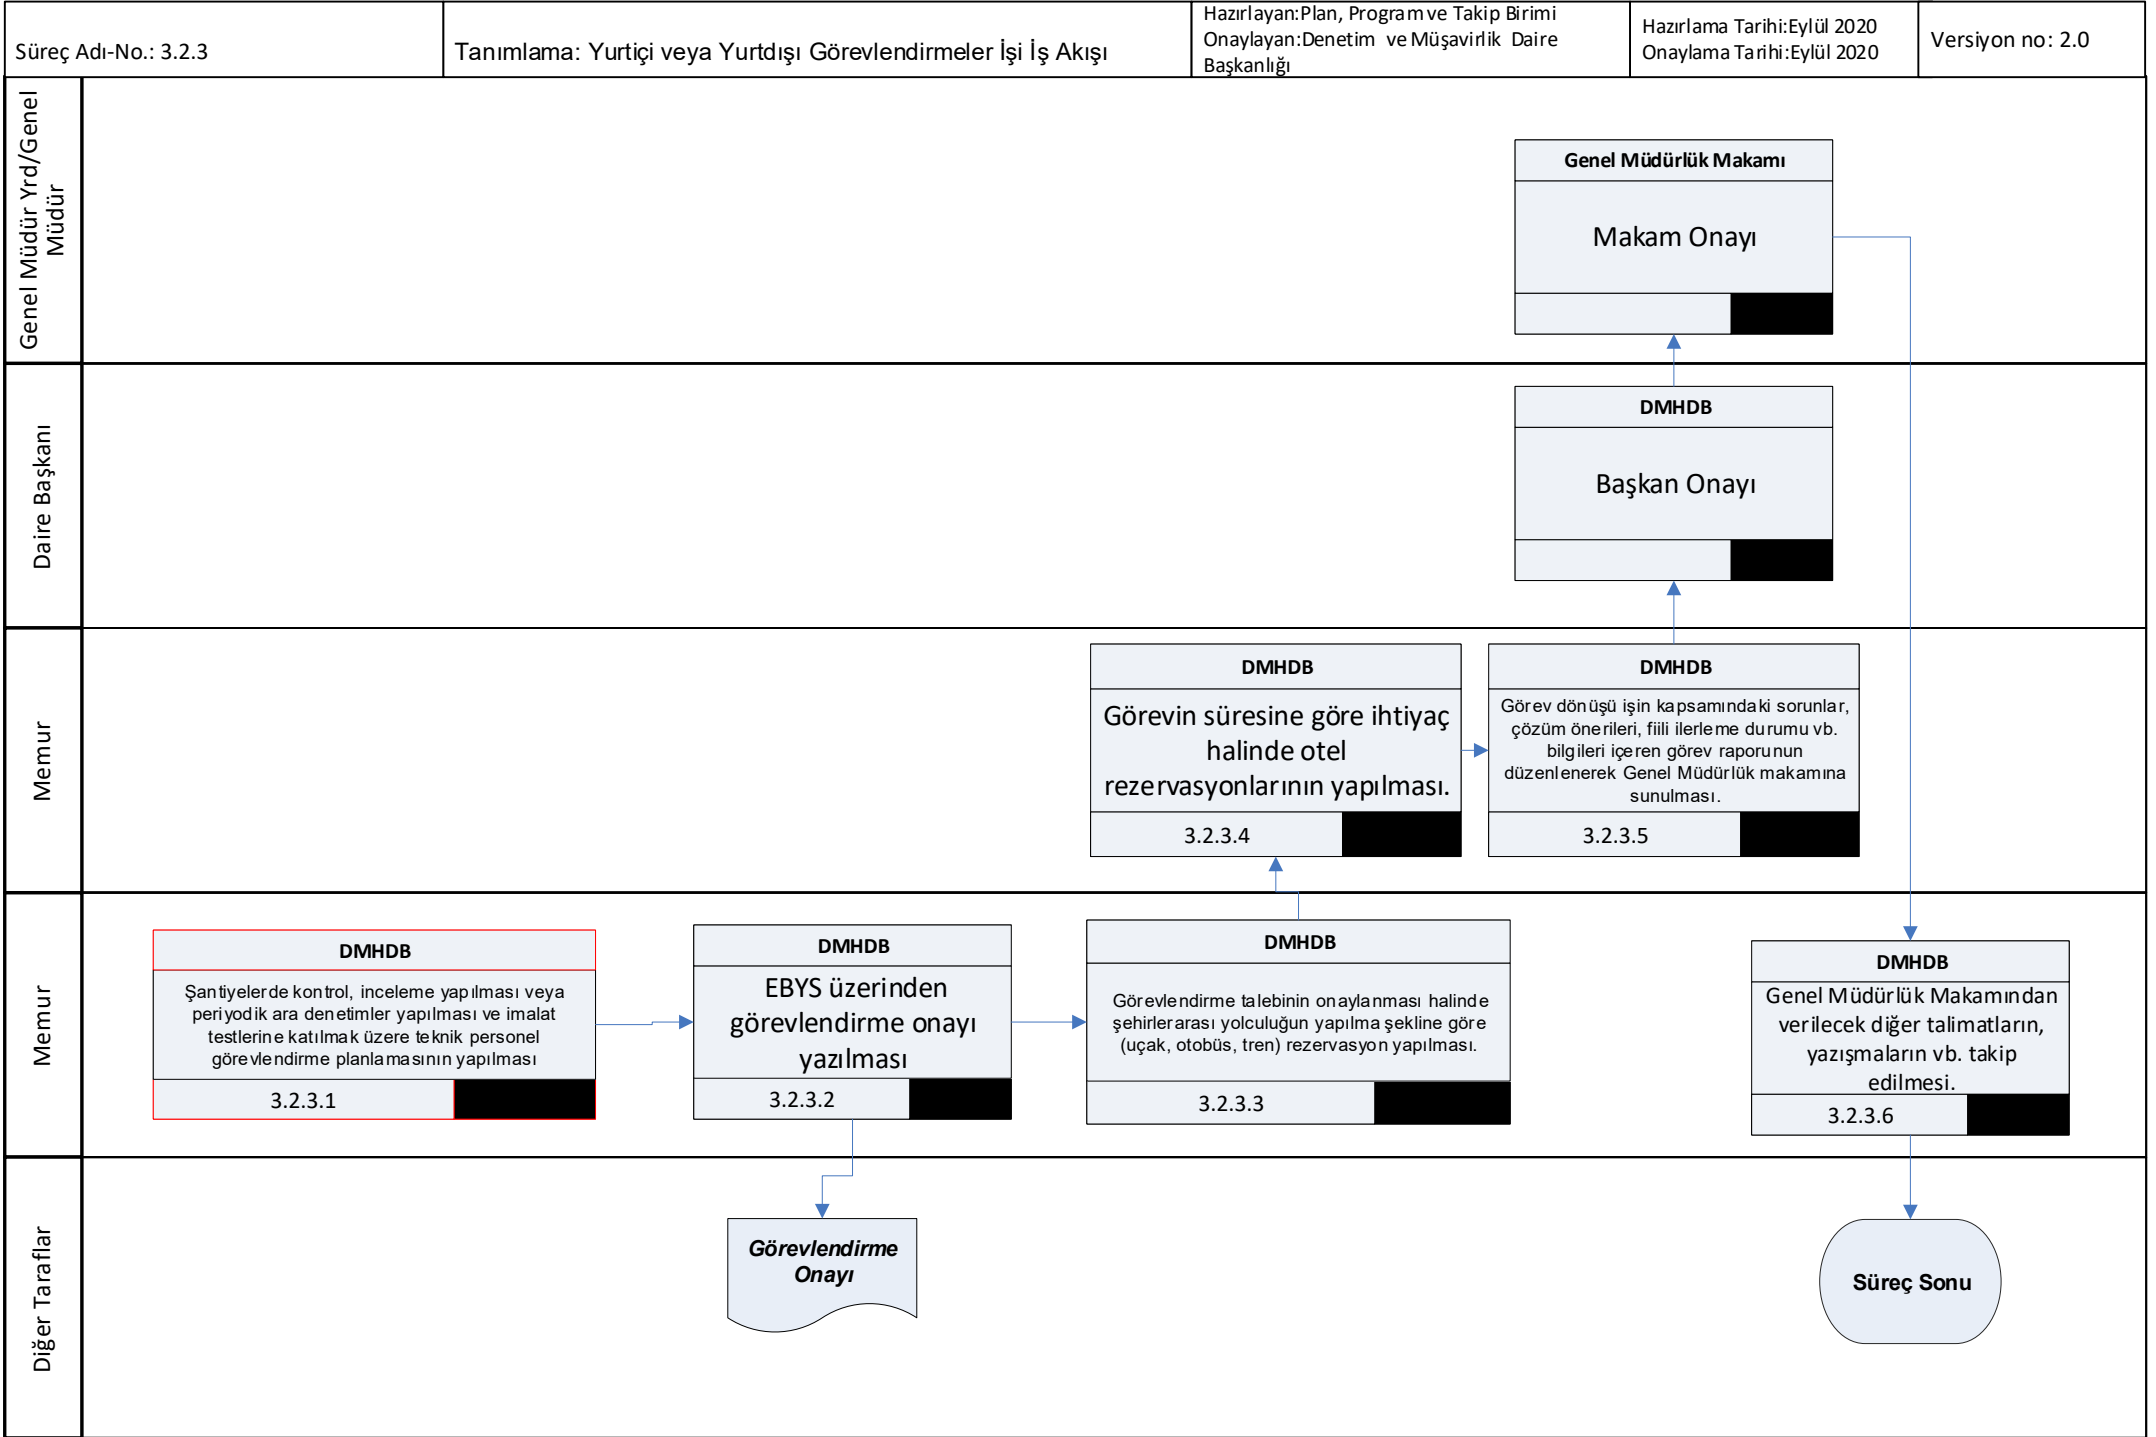 Süreç Adı-No.: 3.2.3
Tanımlama: Yurtiçi veya Yurtdışı Görevlendirmeler İşi İş Akışı
Hazırlayan:Plan, Program ve Takip Birimi
Onaylayan:Denetim ve Müşavirlik Daire
Başkanlığı
Hazırlama Tarihi:Eylül 2020
Onaylama Tarihi:Eylül 2020
Versiyon no: 2.0
Genel Müdür Yrd/Genel
Müdür
Genel Müdürlük Makamı
Makam Onayı
Daire Başkanı
DMHDB
Başkan Onayı
Memur
DMHDB
Görevin süresine göre ihtiyaç
halinde otel
rezervasyonlarının yapılması.
3.2.3.4
DMHDB
Görev dönüşü işin kapsamındaki sorunlar,
çözüm önerileri, fiili ilerleme durumu vb.
bilgileri içeren görev raporunun
düzenlenerek Genel Müdürlük makamına
sunulması.
3.2.3.5
Memur
DMHDB
Şantiyelerde kontrol, inceleme yapılması veya
periyodik ara denetimler yapılması ve imalat
testlerine katılmak üzere teknik personel
görevlendirme planlamasının yapılması
3.2.3.1
DMHDB
EBYS üzerinden
görevlendirme onayı
yazılması
3.2.3.2
DMHDB
Görevlendirme talebinin onaylanması halinde
şehirlerarası yolculuğun yapılma şekline göre
(uçak, otobüs, tren) rezervasyon yapılması.
3.2.3.3
DMHDB
Genel Müdürlük Makamından
verilecek diğer talimatların,
yazışmaların vb. takip
edilmesi.
3.2.3.6
Diğer Taraflar
Görevlendirme
Onayı
Süreç Sonu